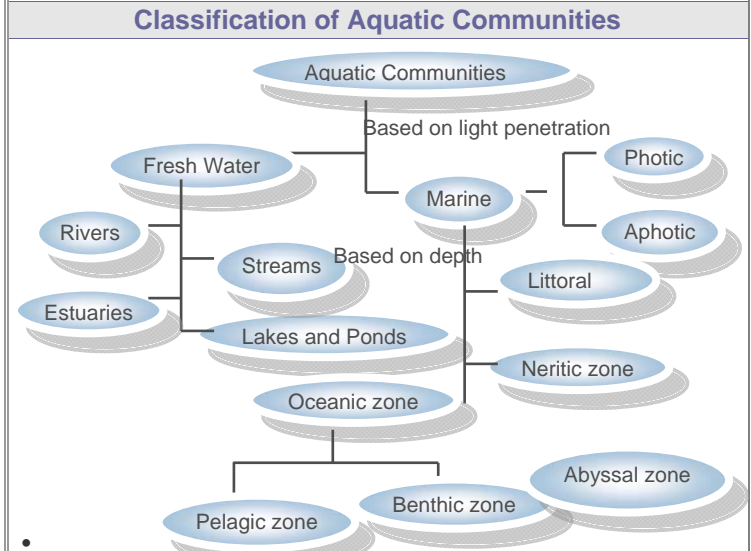 Classification of Aquatic Communities
Aquatic Communities
Based on light penetration
Fresh Water
Photic
Marine
Rivers
Aphotic
Streams
Based on depth
Littoral
Estuaries
Lakes and Ponds
Neritic zone
Oceanic zone
Abyssal zone
Benthic zone
Pelagic zone
•